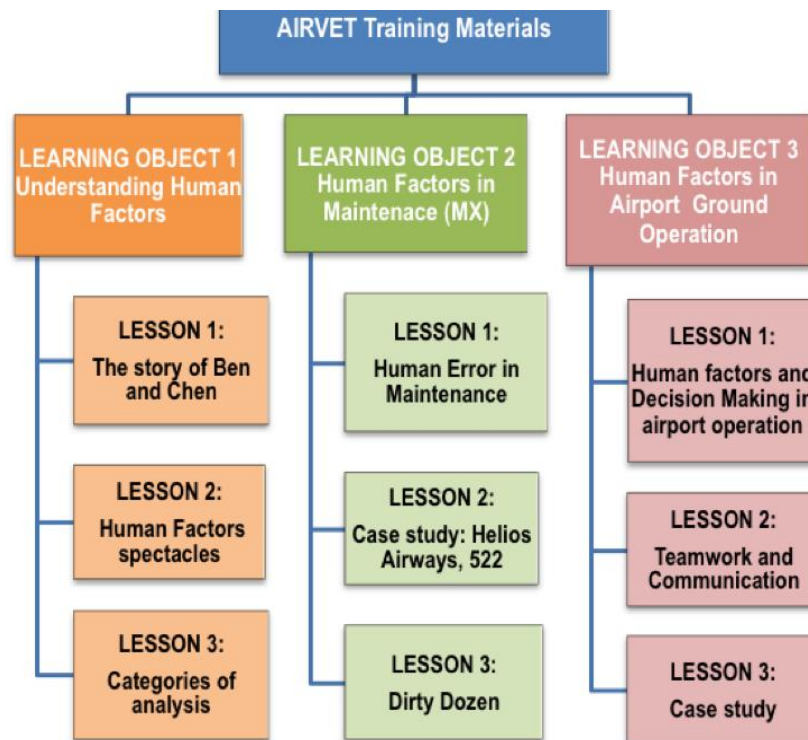 AIRVET Training Materials
LEARNING OBJECT 1
Understanding Human
Factors
LESSON 1:
The story of Ben
and Chen
LESSON 2:
Human Factors
spectacles
LESSON 3:
Categories of
analysis
LEARNING OBJECT 2
Human Factors in
Maintenace (MX)
LESSON 1:
Human Error in
Maintenance
LESSON 2:
Case study: Helios
Airways, 522
LESSON 3:
Dirty Dozen
LEARNING OBJECT 3
Human Factors in
Airport Ground
Operation
LESSON 1:
Human factors and
Decision Making in
airport operation
LESSON 2:
Teamwork and
Communication
LESSON 3:
Case study